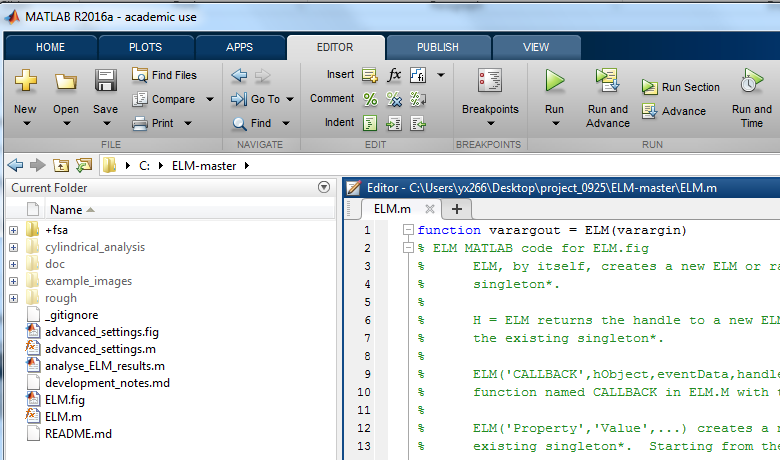 MATLAB R2016a - academic use
HOME PLOTS APPS EDITOR PUBLISH VIEW
New Open Save Find Files Compare Print
FILE
Go To Find
NAVIGATE
Insert fx
Comment
Indent
EDIT
Breakpoints
BREAKPOINTS
Run Run and Advance Run Section Advance Run and Time
RUN
C: ELM-master
Current Folder
Name
+fsa
cylindrical_analysis
doc
example_images
rough
_gitignore
advanced_settings.fig
advanced_settings.m
analyse_ELM_results.m
development_notes.md
ELM.fig
ELM.m
README.md
Editor - C:\Users\yx266\Desktop\project_0925\ELM-master\ELM.m
ELM.m
1 function varargout = ELM(varargin)
2 % ELM MATLAB code for ELM.fig
3 % ELM, by itself, creates a new ELM or ra
4 % singleton*.
5 %
6 % H = ELM returns the handle to a new ELM
7 % the existing singleton*.
8 %
9 % ELM('CALLBACK',hObject,eventData,handle
10 % function named CALLBACK in ELM.M with t
11 %
12 % ELM('Property','Value',...) creates a n
13 % existing singleton*. Starting from the